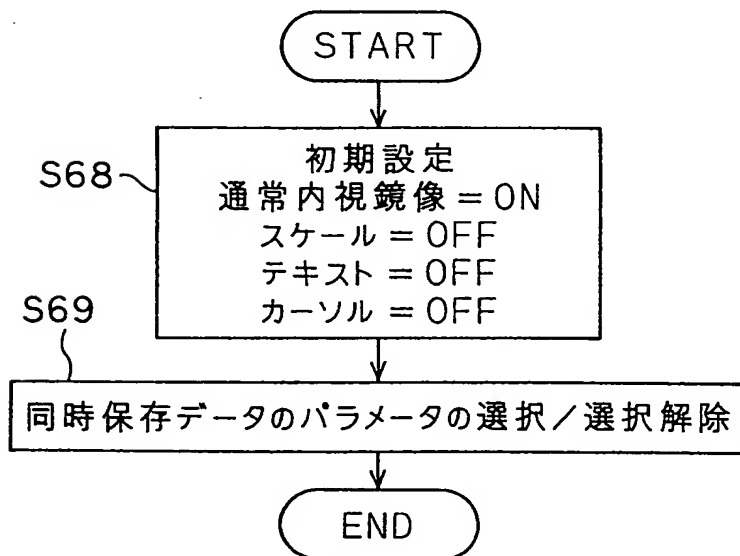 START
S68
初期設定
通常内視鏡像 = ON
スケール = OFF
テキスト = OFF
カーソル = OFF
S69
同時保存データのパラメータの選択／選択解除
END